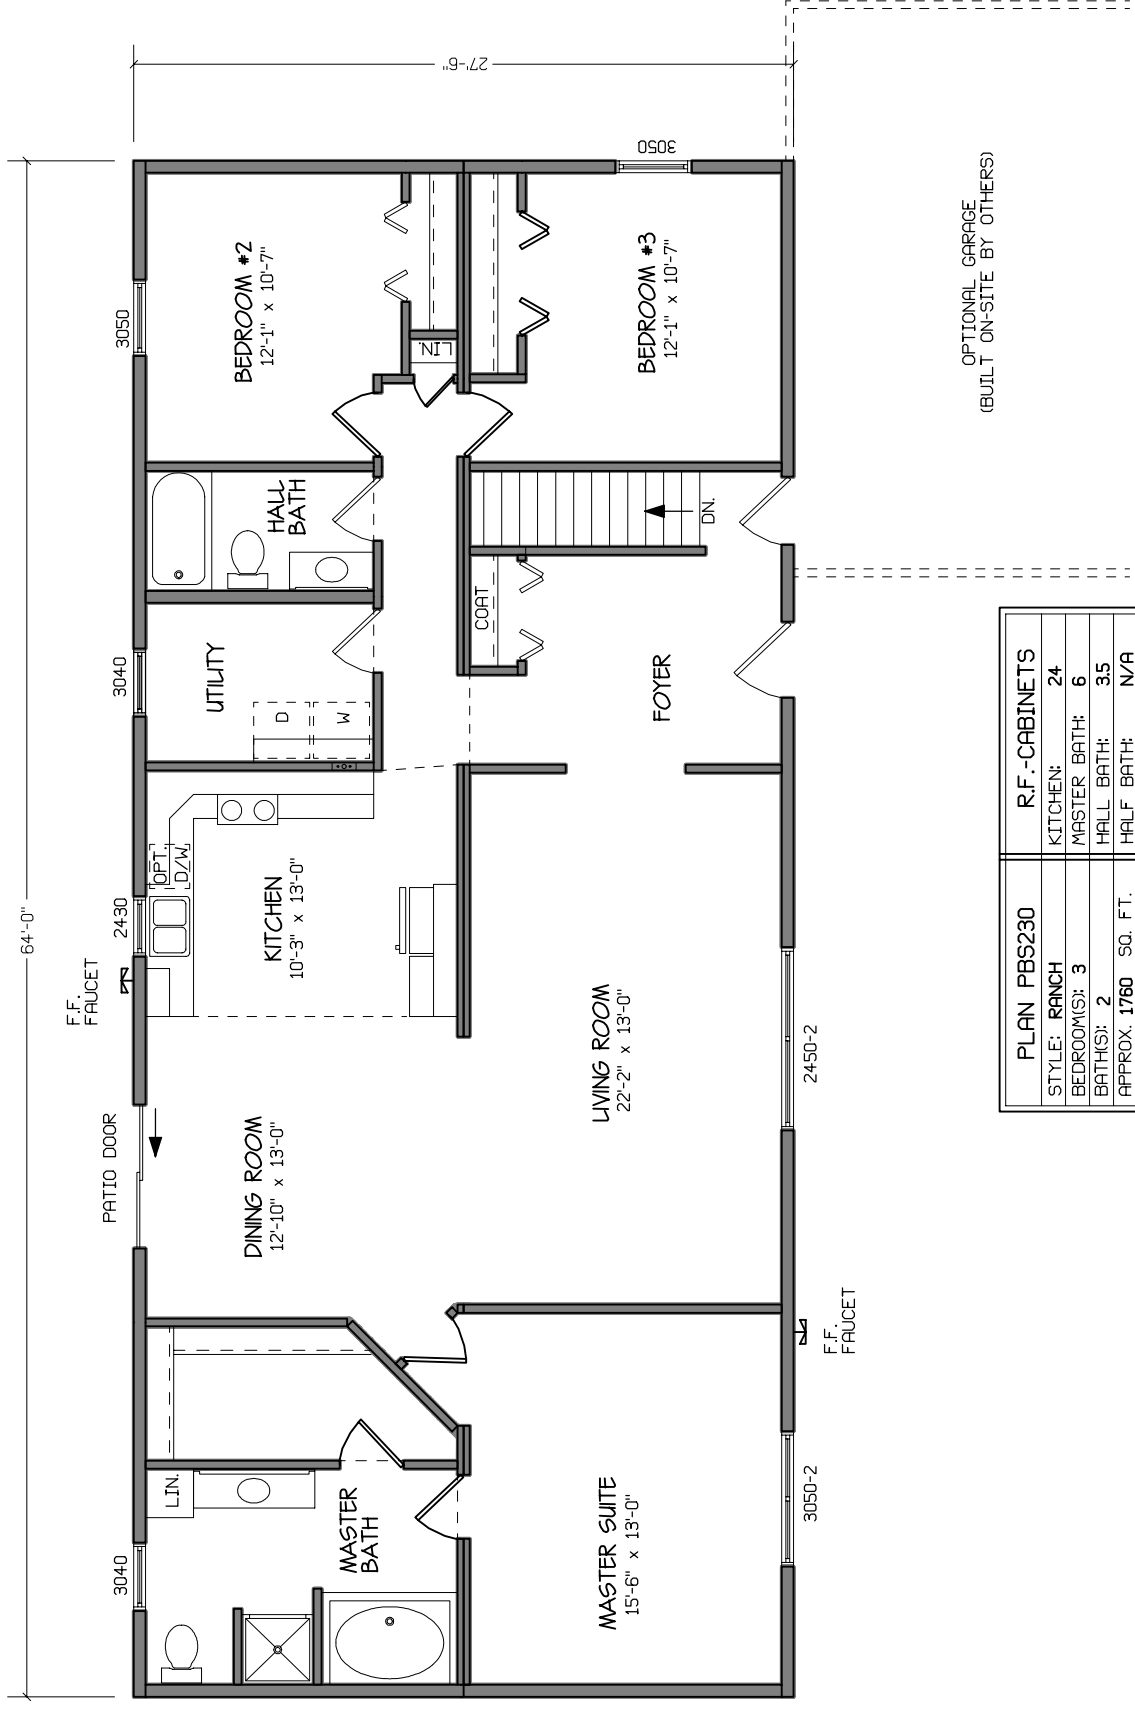 64'-0"
27'-6"
3040
PATIO DOOR
F.F.
FAUCET
2430
3040
3050
LIN.
MASTER
BATH
DINING ROOM
12'-10" x 13'-0"
KITCHEN
10'-3" x 13'-0"
OPT.
D/W
UTILITY
D
W
HALL
BATH
BEDROOM #2
12'-1" x 10'-7"
LIN.
MASTER SUITE
15'-6" x 13'-0"
LIVING ROOM
22'-2" x 13'-0"
FOYER
COAT
DN.
BEDROOM #3
12'-1" x 10'-7"
3050
3050-2
F.F.
FAUCET
2450-2
OPTIONAL GARAGE
(BUILT ON-SITE BY OTHERS)
PLAN PBS230
STYLE: RANCH
BEDROOM(S): 3
BATH(S): 2
APPROX. 1760 SQ. FT.
R.F.-CABINETS
KITCHEN: 24
MASTER BATH: 6
HALL BATH: 3.5
HALF BATH: N/A